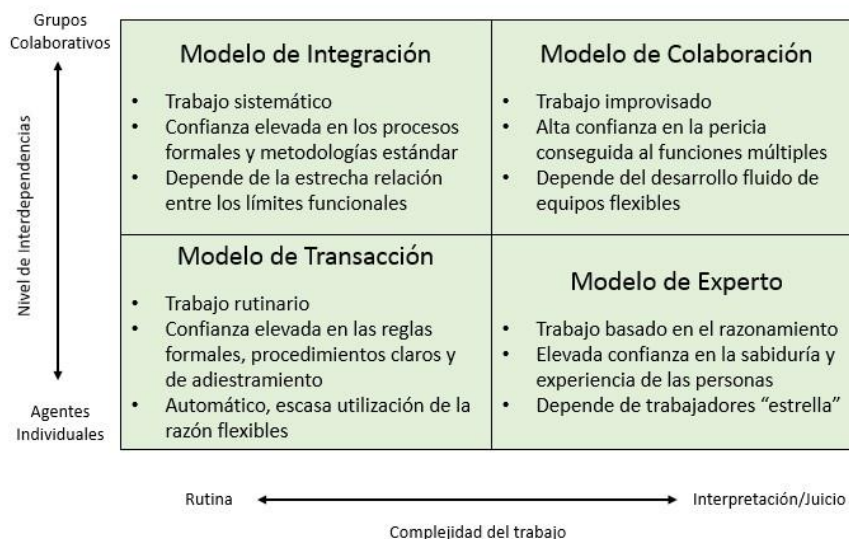 Grupos
Colaborativos
Nivel de Interdependencias
Agentes
Individuales
Modelo de Integración
• Trabajo sistemático
• Confianza elevada en los procesos
formales y metodologías estándar
• Depende de la estrecha relación
entre los límites funcionales
Modelo de Colaboración
• Trabajo improvisado
• Alta confianza en la pericia
conseguida al funciones múltiples
• Depende del desarrollo fluido de
equipos flexibles
Modelo de Transacción
• Trabajo rutinario
• Confianza elevada en las reglas
formales, procedimientos claros y
de adiestramiento
• Automático, escasa utilización de la
razón flexibles
Modelo de Experto
• Trabajo basado en el razonamiento
• Elevada confianza en la sabiduría y
experiencia de las personas
• Depende de trabajadores “estrella”
Rutina
Interpretación/Juicio
Complejidad del trabajo